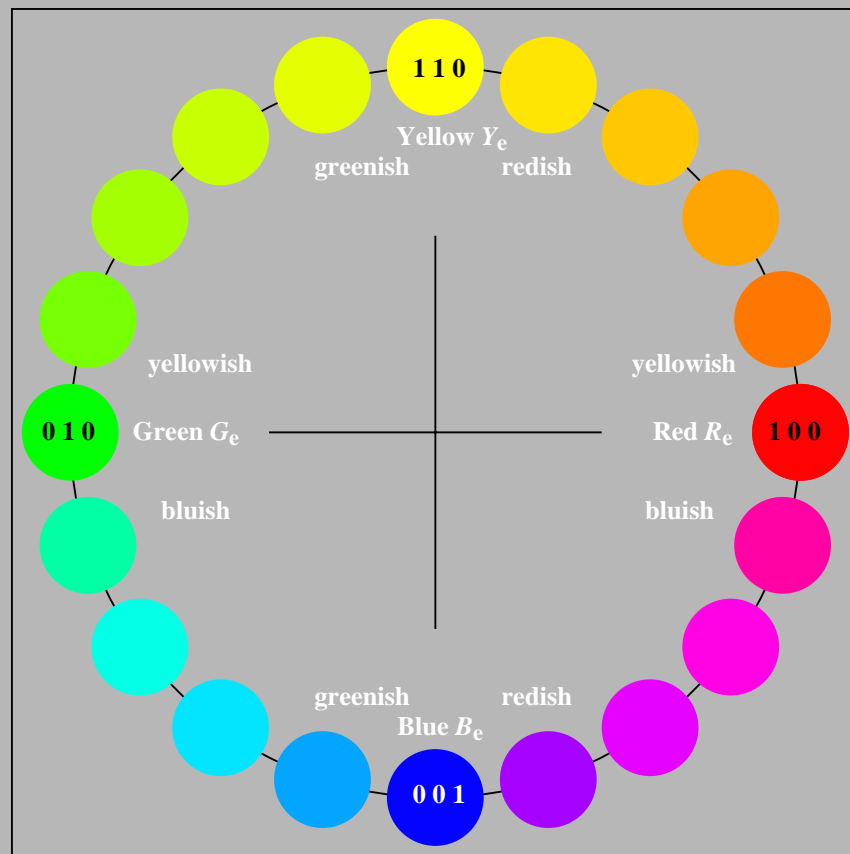 1 1 0
Yellow Ye
greenish redish
yellowish yellowish
0 1 0 Green Ge Red Re 1 0 0
bluish bluish
greenish redish
Blue Be
0 0 1